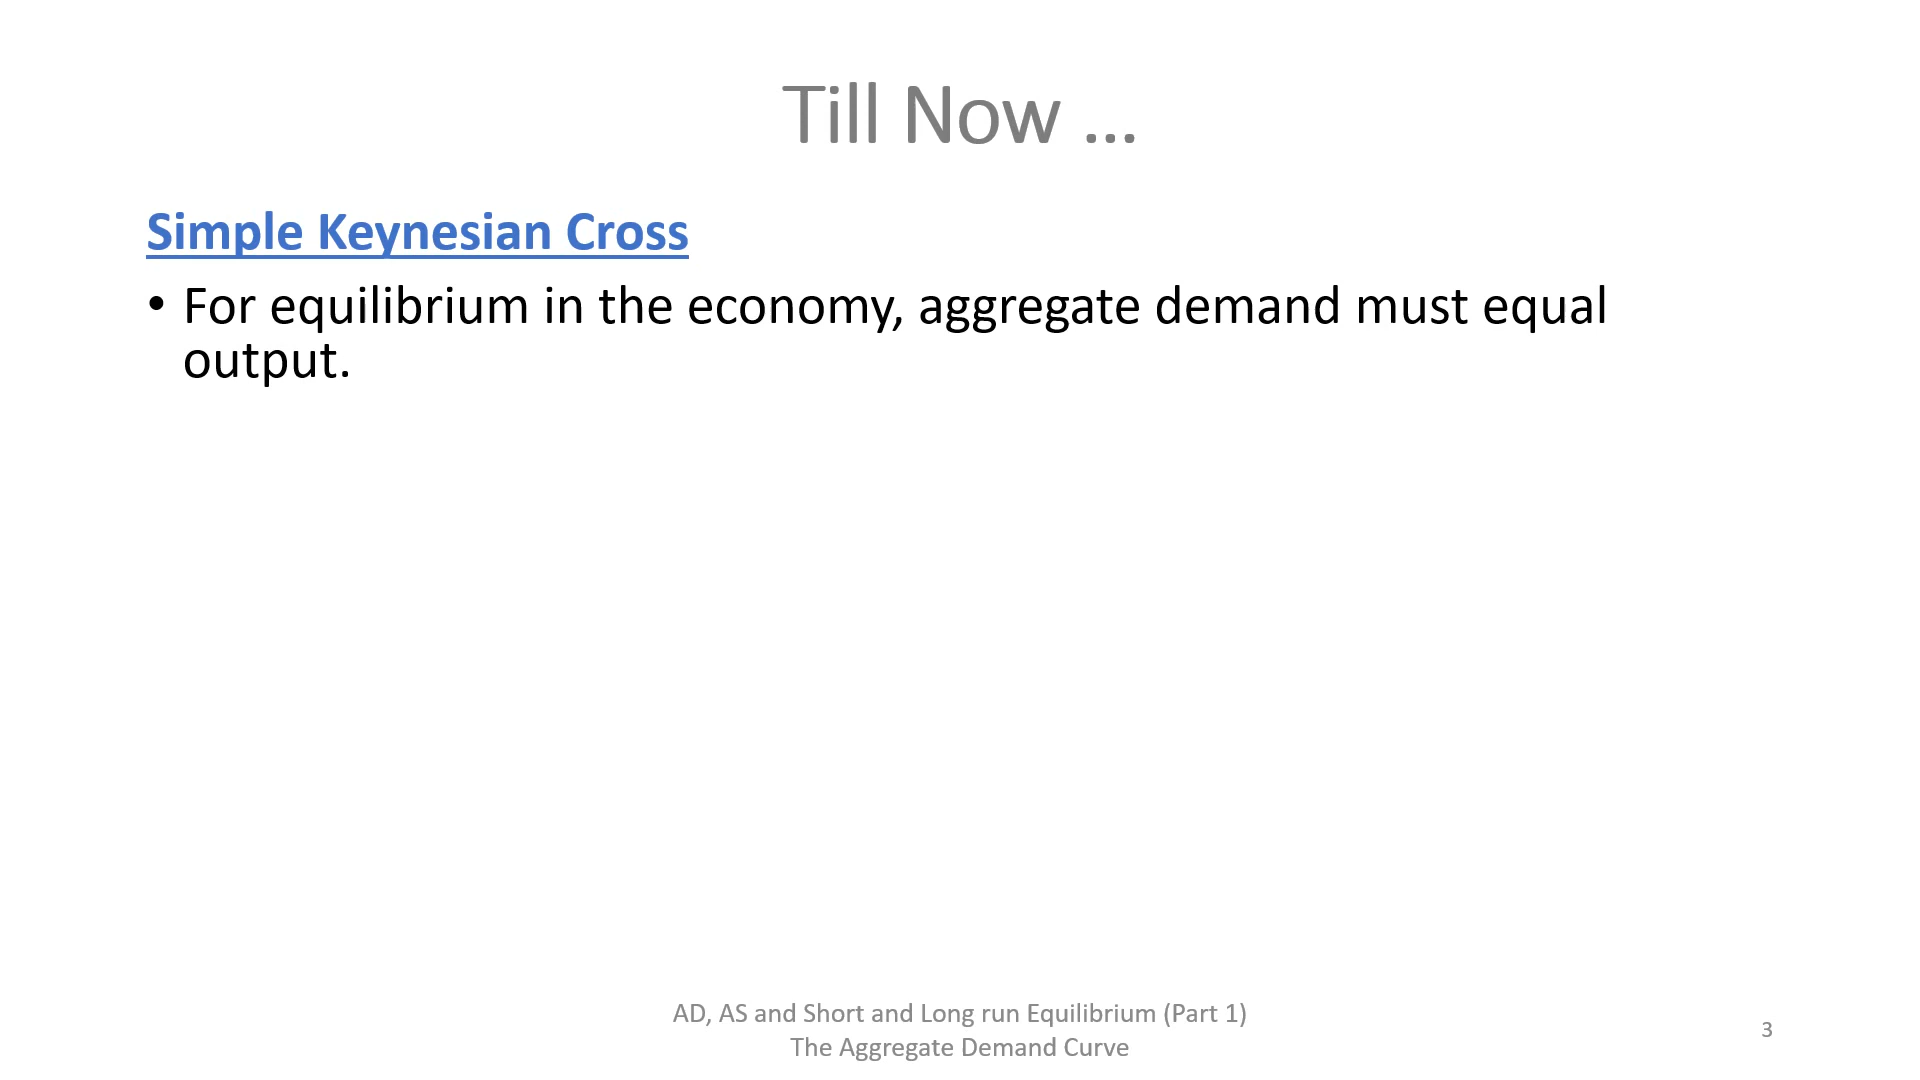 Till Now ...
Simple Keynesian Cross
• For equilibrium in the economy, aggregate demand must equal
output.
AD, AS and Short and Long run Equilibrium (Part 1)
The Aggregate Demand Curve
3